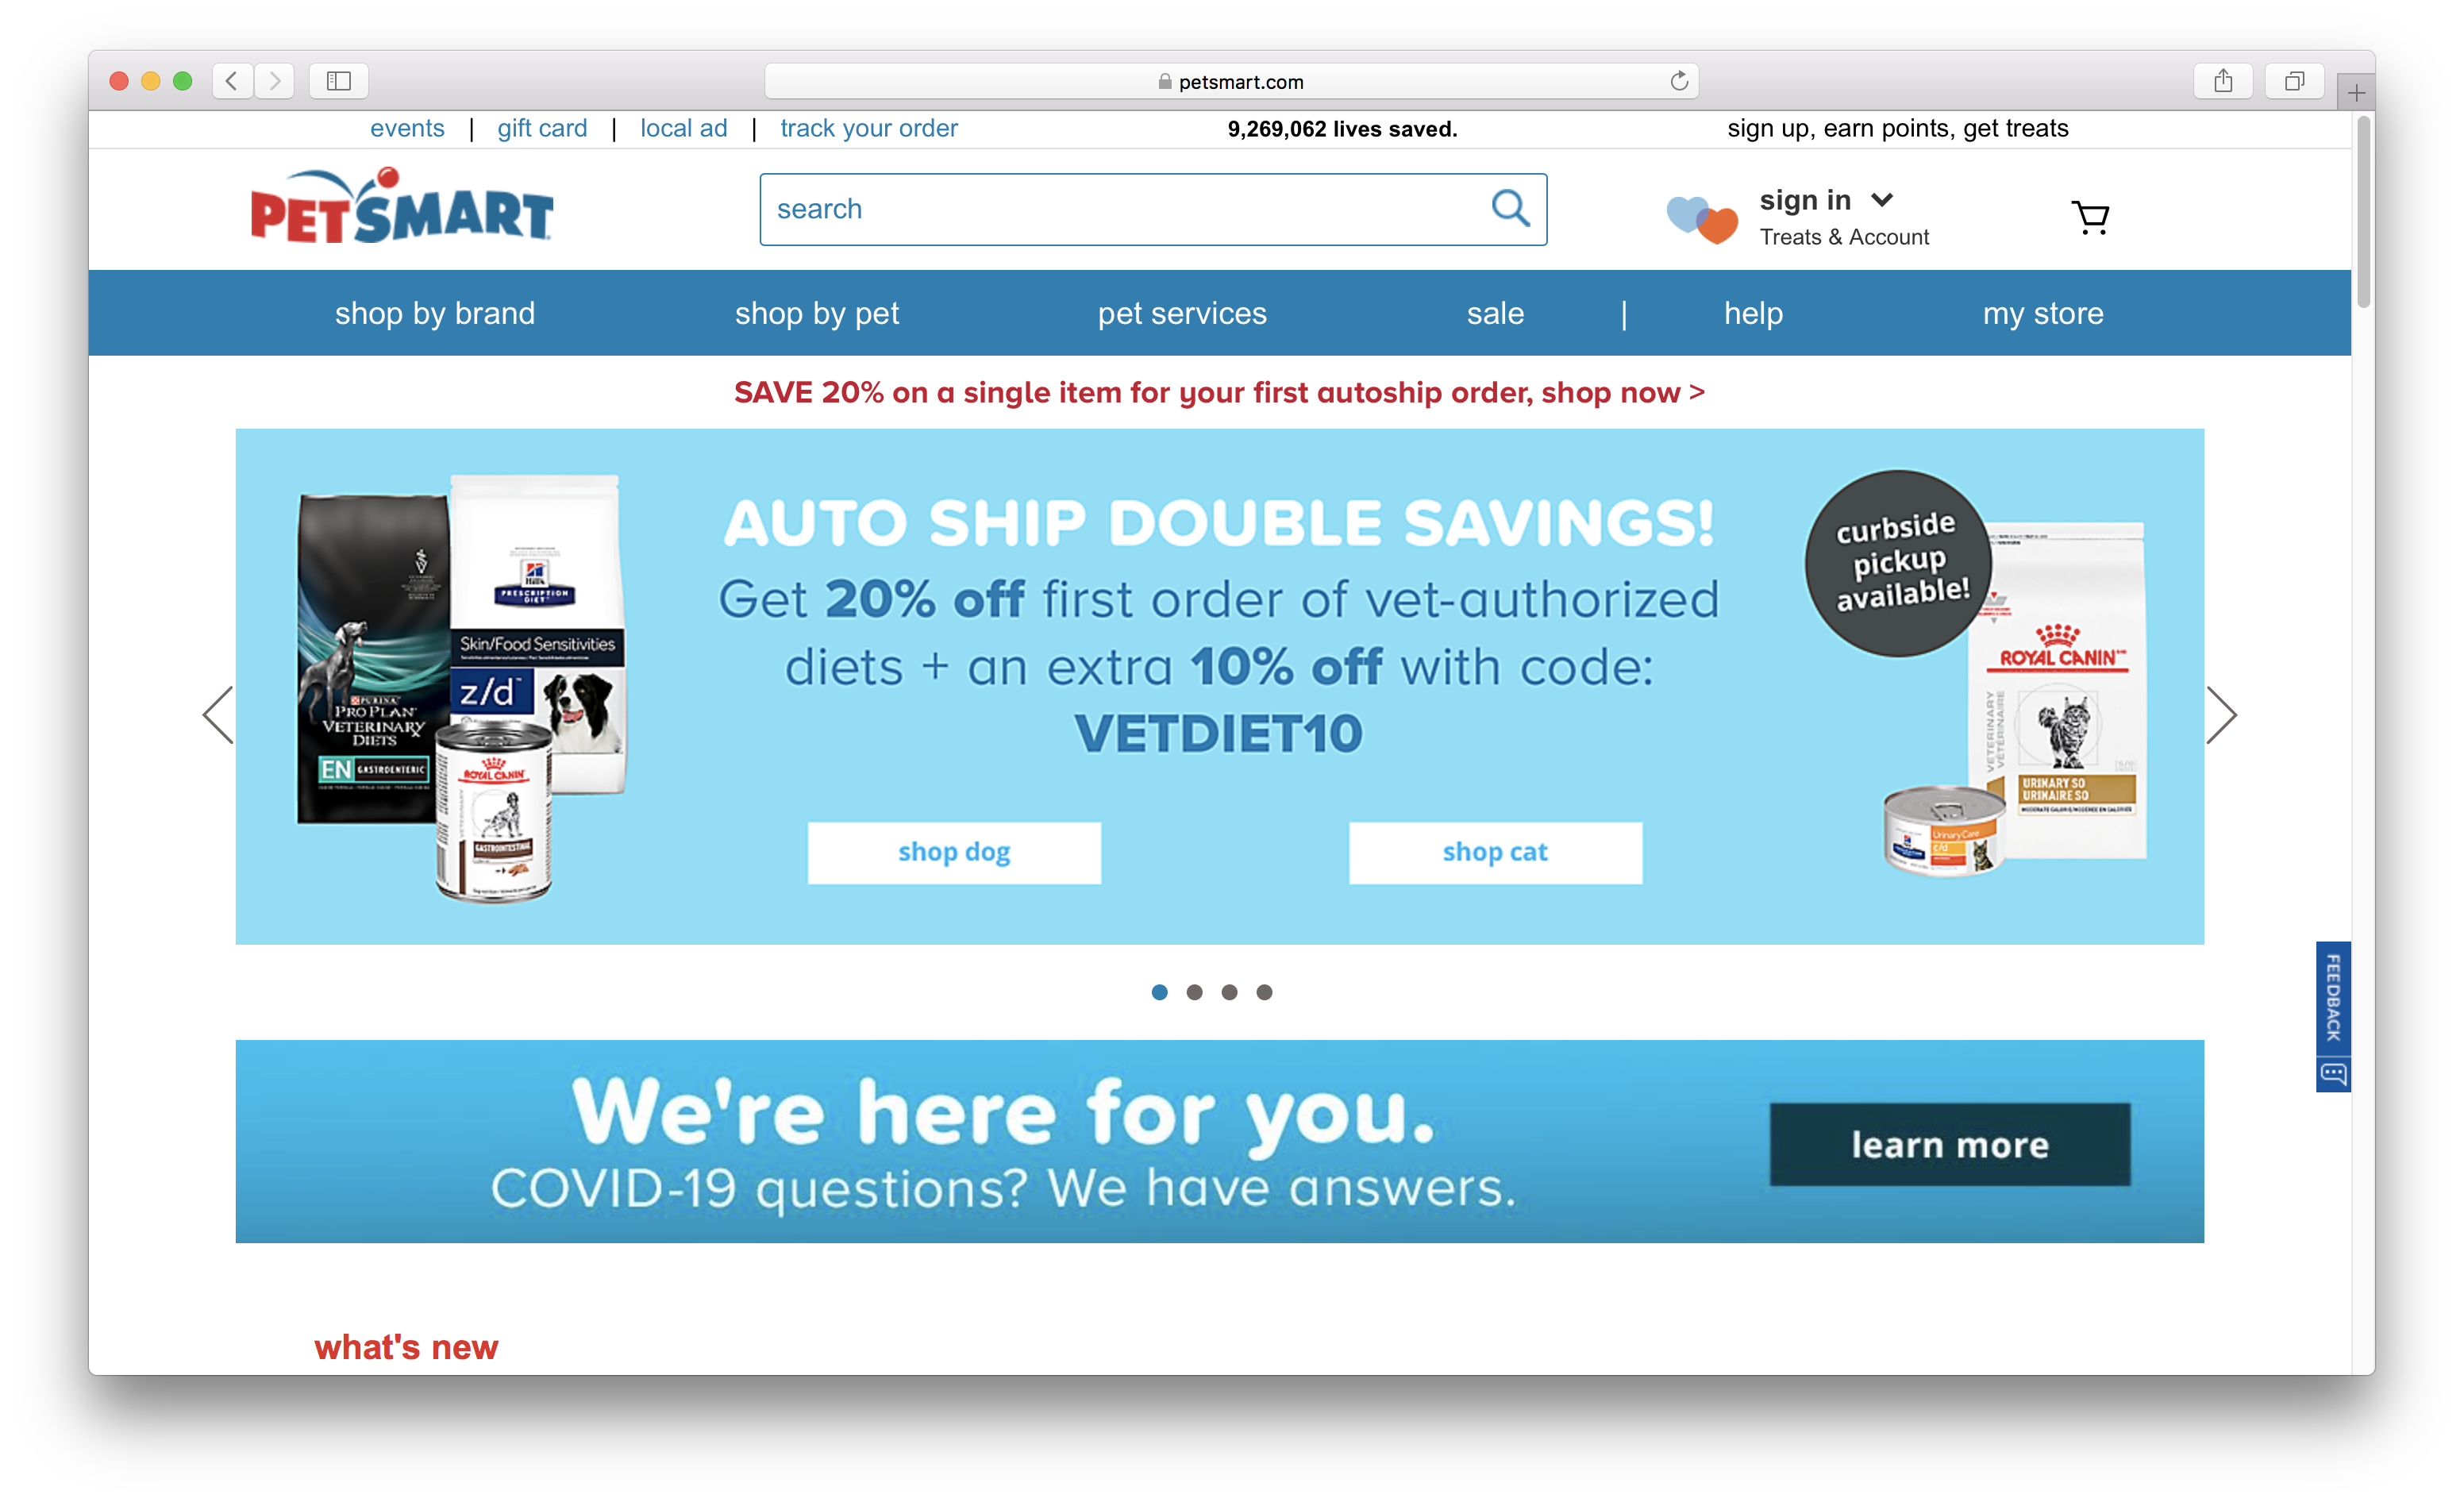 petsmart.com
events | gift card | local ad | track your order
9,269,062 lives saved.
sign up, earn points, get treats
PETSMART
search
sign in
Treats & Account
shop by brand
shop by pet
pet services
sale
|
help
my store
SAVE 20% on a single item for your first autoship order, shop now >
AUTO SHIP DOUBLE SAVINGS!
Get 20% off first order of vet-authorized
diets + an extra 10% off with code:
VETDIET10
shop dog
shop cat
PURINA
PRO PLAN
VETERINARY
DIETS
EN GASTROENTERIC
Hill's
PRESCRIPTION
DIET
Skin/Food Sensitivities
z/d™
ROYAL CANIN
VETERINARY
GASTROINTESTINAL
curbside
pickup
available!
ROYAL CANIN
VETERINARY
VÉTÉRINAIRE
URINARY SO
URINAIRE SO
Urinary Care
c/d
FEEDBACK
We're here for you.
COVID-19 questions? We have answers.
learn more
what's new